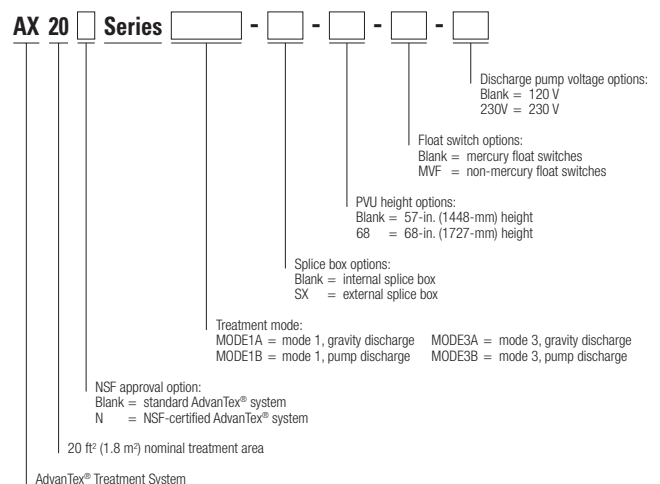 AX 20 Series - - - -
Discharge pump voltage options:
Blank = 120 V
230V = 230 V
Float switch options:
Blank = mercury float switches
MVF = non-mercury float switches
PVU height options:
Blank = 57-in. (1448-mm) height
68 = 68-in. (1727-mm) height
Splice box options:
Blank = internal splice box
SX = external splice box
Treatment mode:
MODE1A = mode 1, gravity discharge MODE3A = mode 3, gravity discharge
MODE1B = mode 1, pump discharge MODE3B = mode 3, pump discharge
NSF approval option:
Blank = standard AdvanTex® system
N = NSF-certified AdvanTex® system
20 ft² (1.8 m²) nominal treatment area
AdvanTex® Treatment System